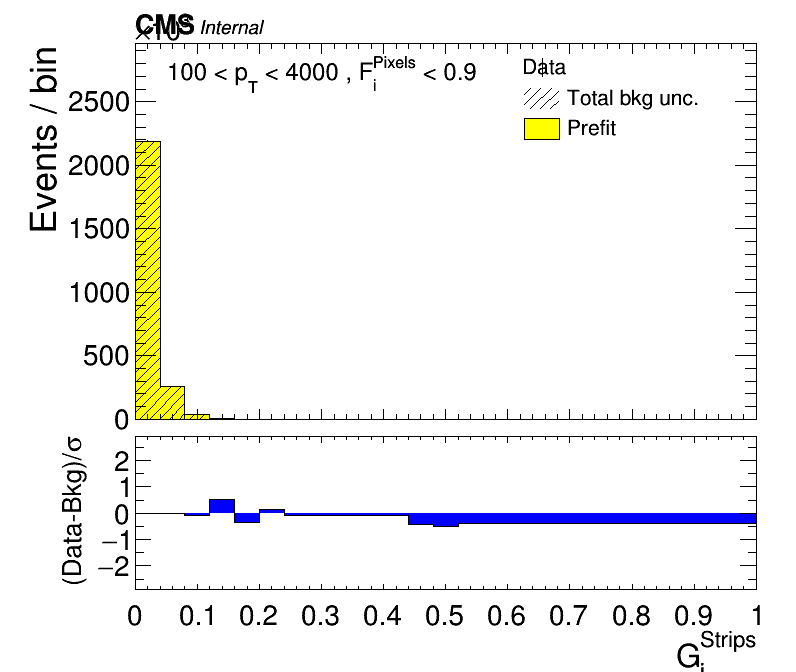 CMS Internal
×10³
100 < p_T < 4000 , F_i^Pixels < 0.9
Data
Total bkg unc.
Prefit
Events / bin
2500
2000
1500
1000
500
0
(Data-Bkg)/σ
2
1
0
−1
−2
0 0.1 0.2 0.3 0.4 0.5 0.6 0.7 0.8 0.9 1
G_i^Strips